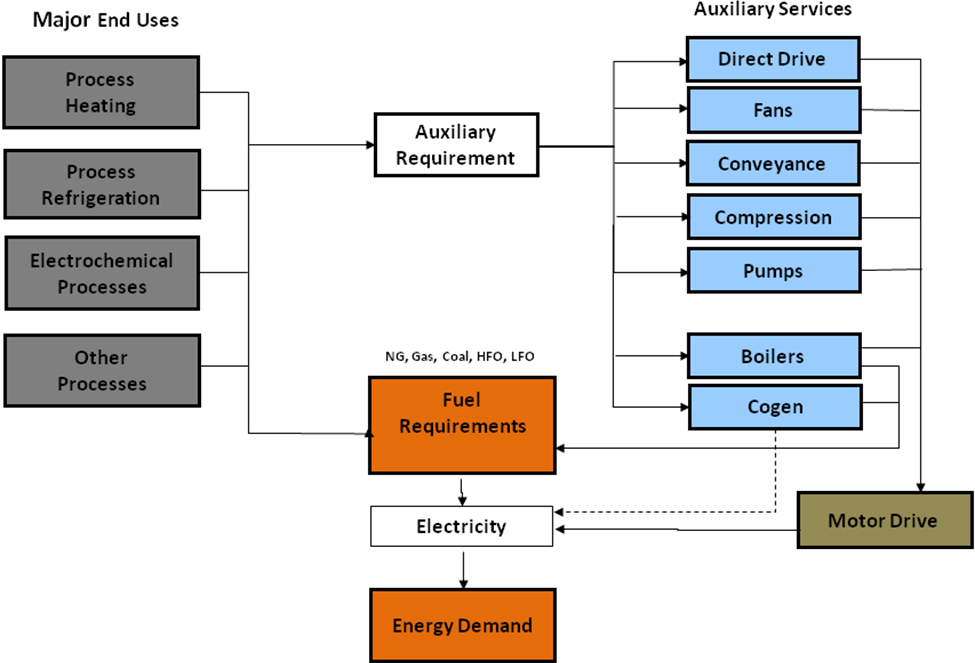 Major End Uses
Auxiliary Services
Process
Heating
Process
Refrigeration
Electrochemical
Processes
Other
Processes
Auxiliary
Requirement
Direct Drive
Fans
Conveyance
Compression
Pumps
Boilers
Cogen
NG, Gas, Coal, HFO, LFO
Fuel
Requirements
Electricity
Motor Drive
Energy Demand